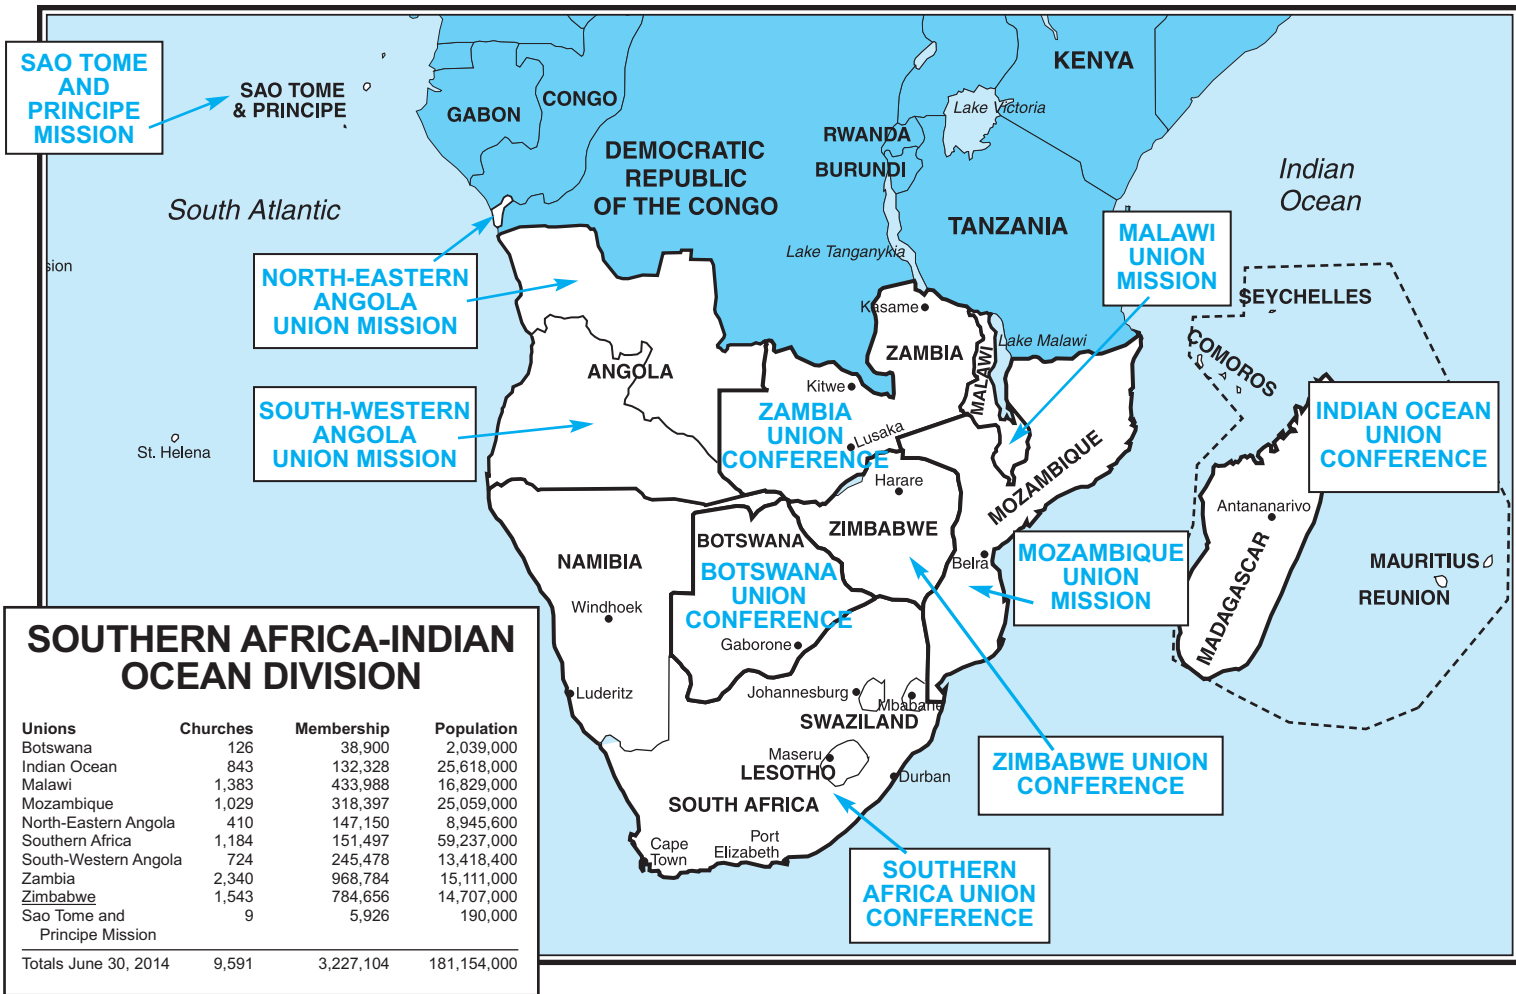 SAO TOME
AND
PRINCIPE
MISSION
SAO TOME
& PRINCIPE
GABON
CONGO
KENYA
Lake Victoria
RWANDA
BURUNDI
DEMOCRATIC
REPUBLIC
OF THE CONGO
TANZANIA
Indian
Ocean
South Atlantic
Lake Tanganykia
MALAWI
UNION
MISSION
sion
NORTH-EASTERN
ANGOLA
UNION MISSION
SEYCHELLES
Kasame
ZAMBIA
MALAWI
Lake Malawi
COMOROS
ANGOLA
Kitwe
SOUTH-WESTERN
ANGOLA
UNION MISSION
ZAMBIA
UNION
CONFERENCE
Lusaka
INDIAN OCEAN
UNION
CONFERENCE
St. Helena
Harare
MOZAMBIQUE
Antananarivo
ZIMBABWE
BOTSWANA
NAMIBIA
BOTSWANA
UNION
CONFERENCE
Belra
MOZAMBIQUE
UNION
MISSION
MADAGASCAR
MAURITIUS
REUNION
Windhoek
Gaborone
Luderitz
Johannesburg
Mbabane
SWAZILAND
Maseru
LESOTHO
Durban
SOUTH AFRICA
ZIMBABWE UNION
CONFERENCE
Cape
Town
Port
Elizabeth
SOUTHERN
AFRICA UNION
CONFERENCE
SOUTHERN AFRICA-INDIAN
OCEAN DIVISION
Unions Churches Membership Population
Botswana 126 38,900 2,039,000
Indian Ocean 843 132,328 25,618,000
Malawi 1,383 433,988 16,829,000
Mozambique 1,029 318,397 25,059,000
North-Eastern Angola 410 147,150 8,945,600
Southern Africa 1,184 151,497 59,237,000
South-Western Angola 724 245,478 13,418,400
Zambia 2,340 968,784 15,111,000
Zimbabwe 1,543 784,656 14,707,000
Sao Tome and 9 5,926 190,000
Principe Mission
Totals June 30, 2014 9,591 3,227,104 181,154,000